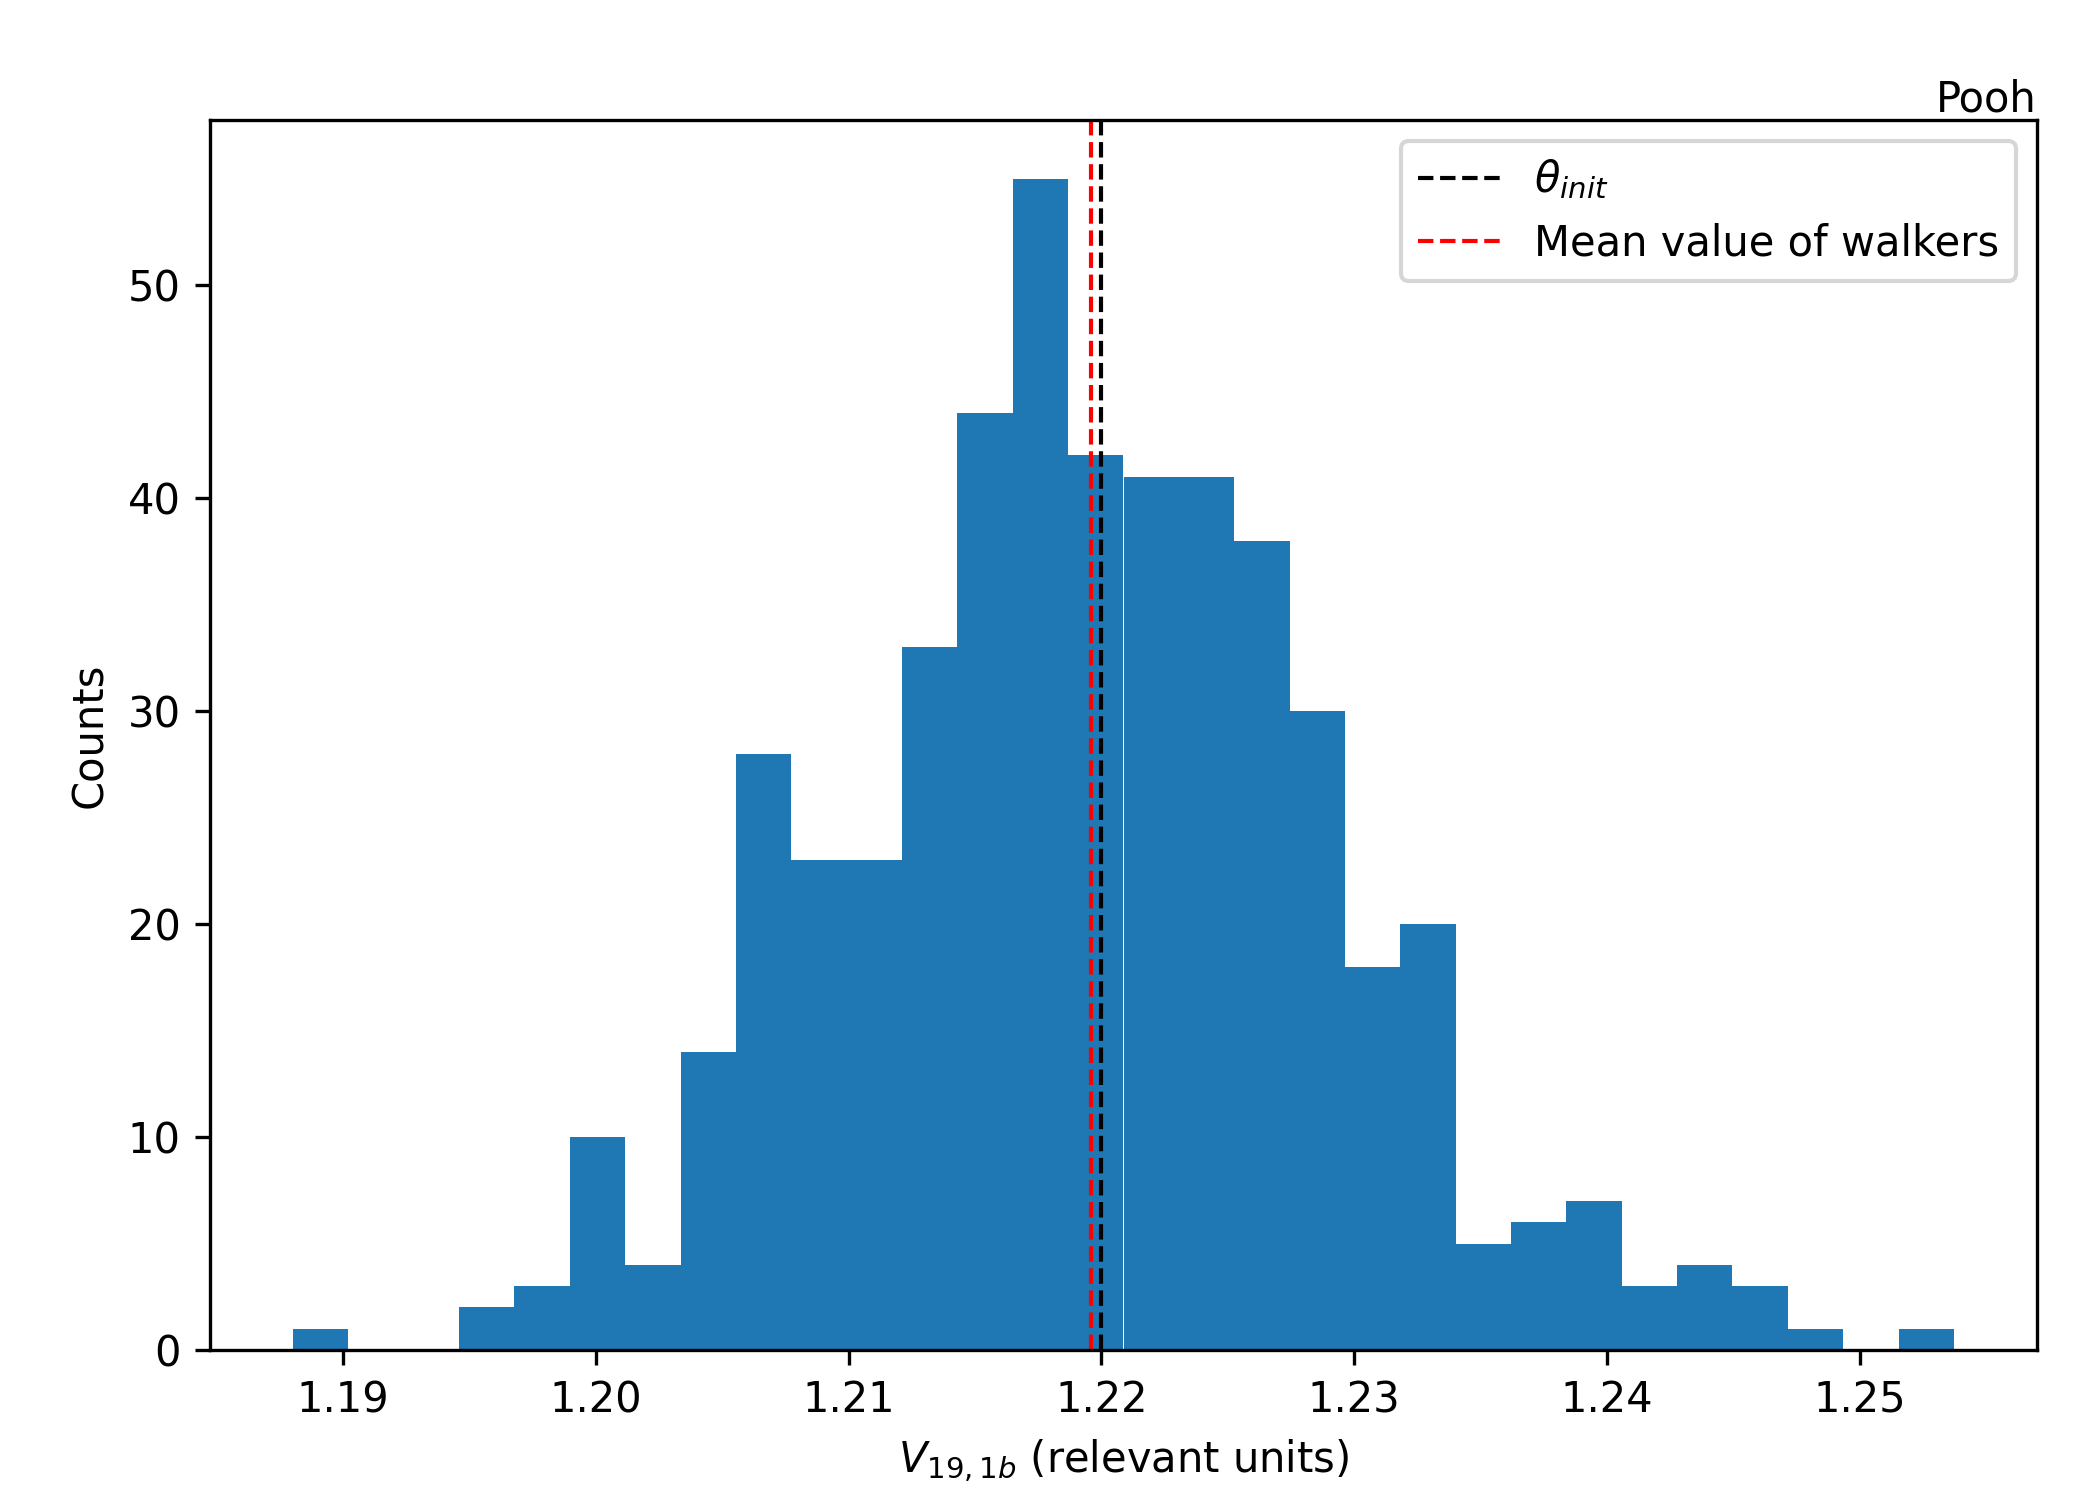 Pooh
θinit
Mean value of walkers
50
40
30
20
10
0
Counts
1.19 1.20 1.21 1.22 1.23 1.24 1.25
V19, 1b (relevant units)